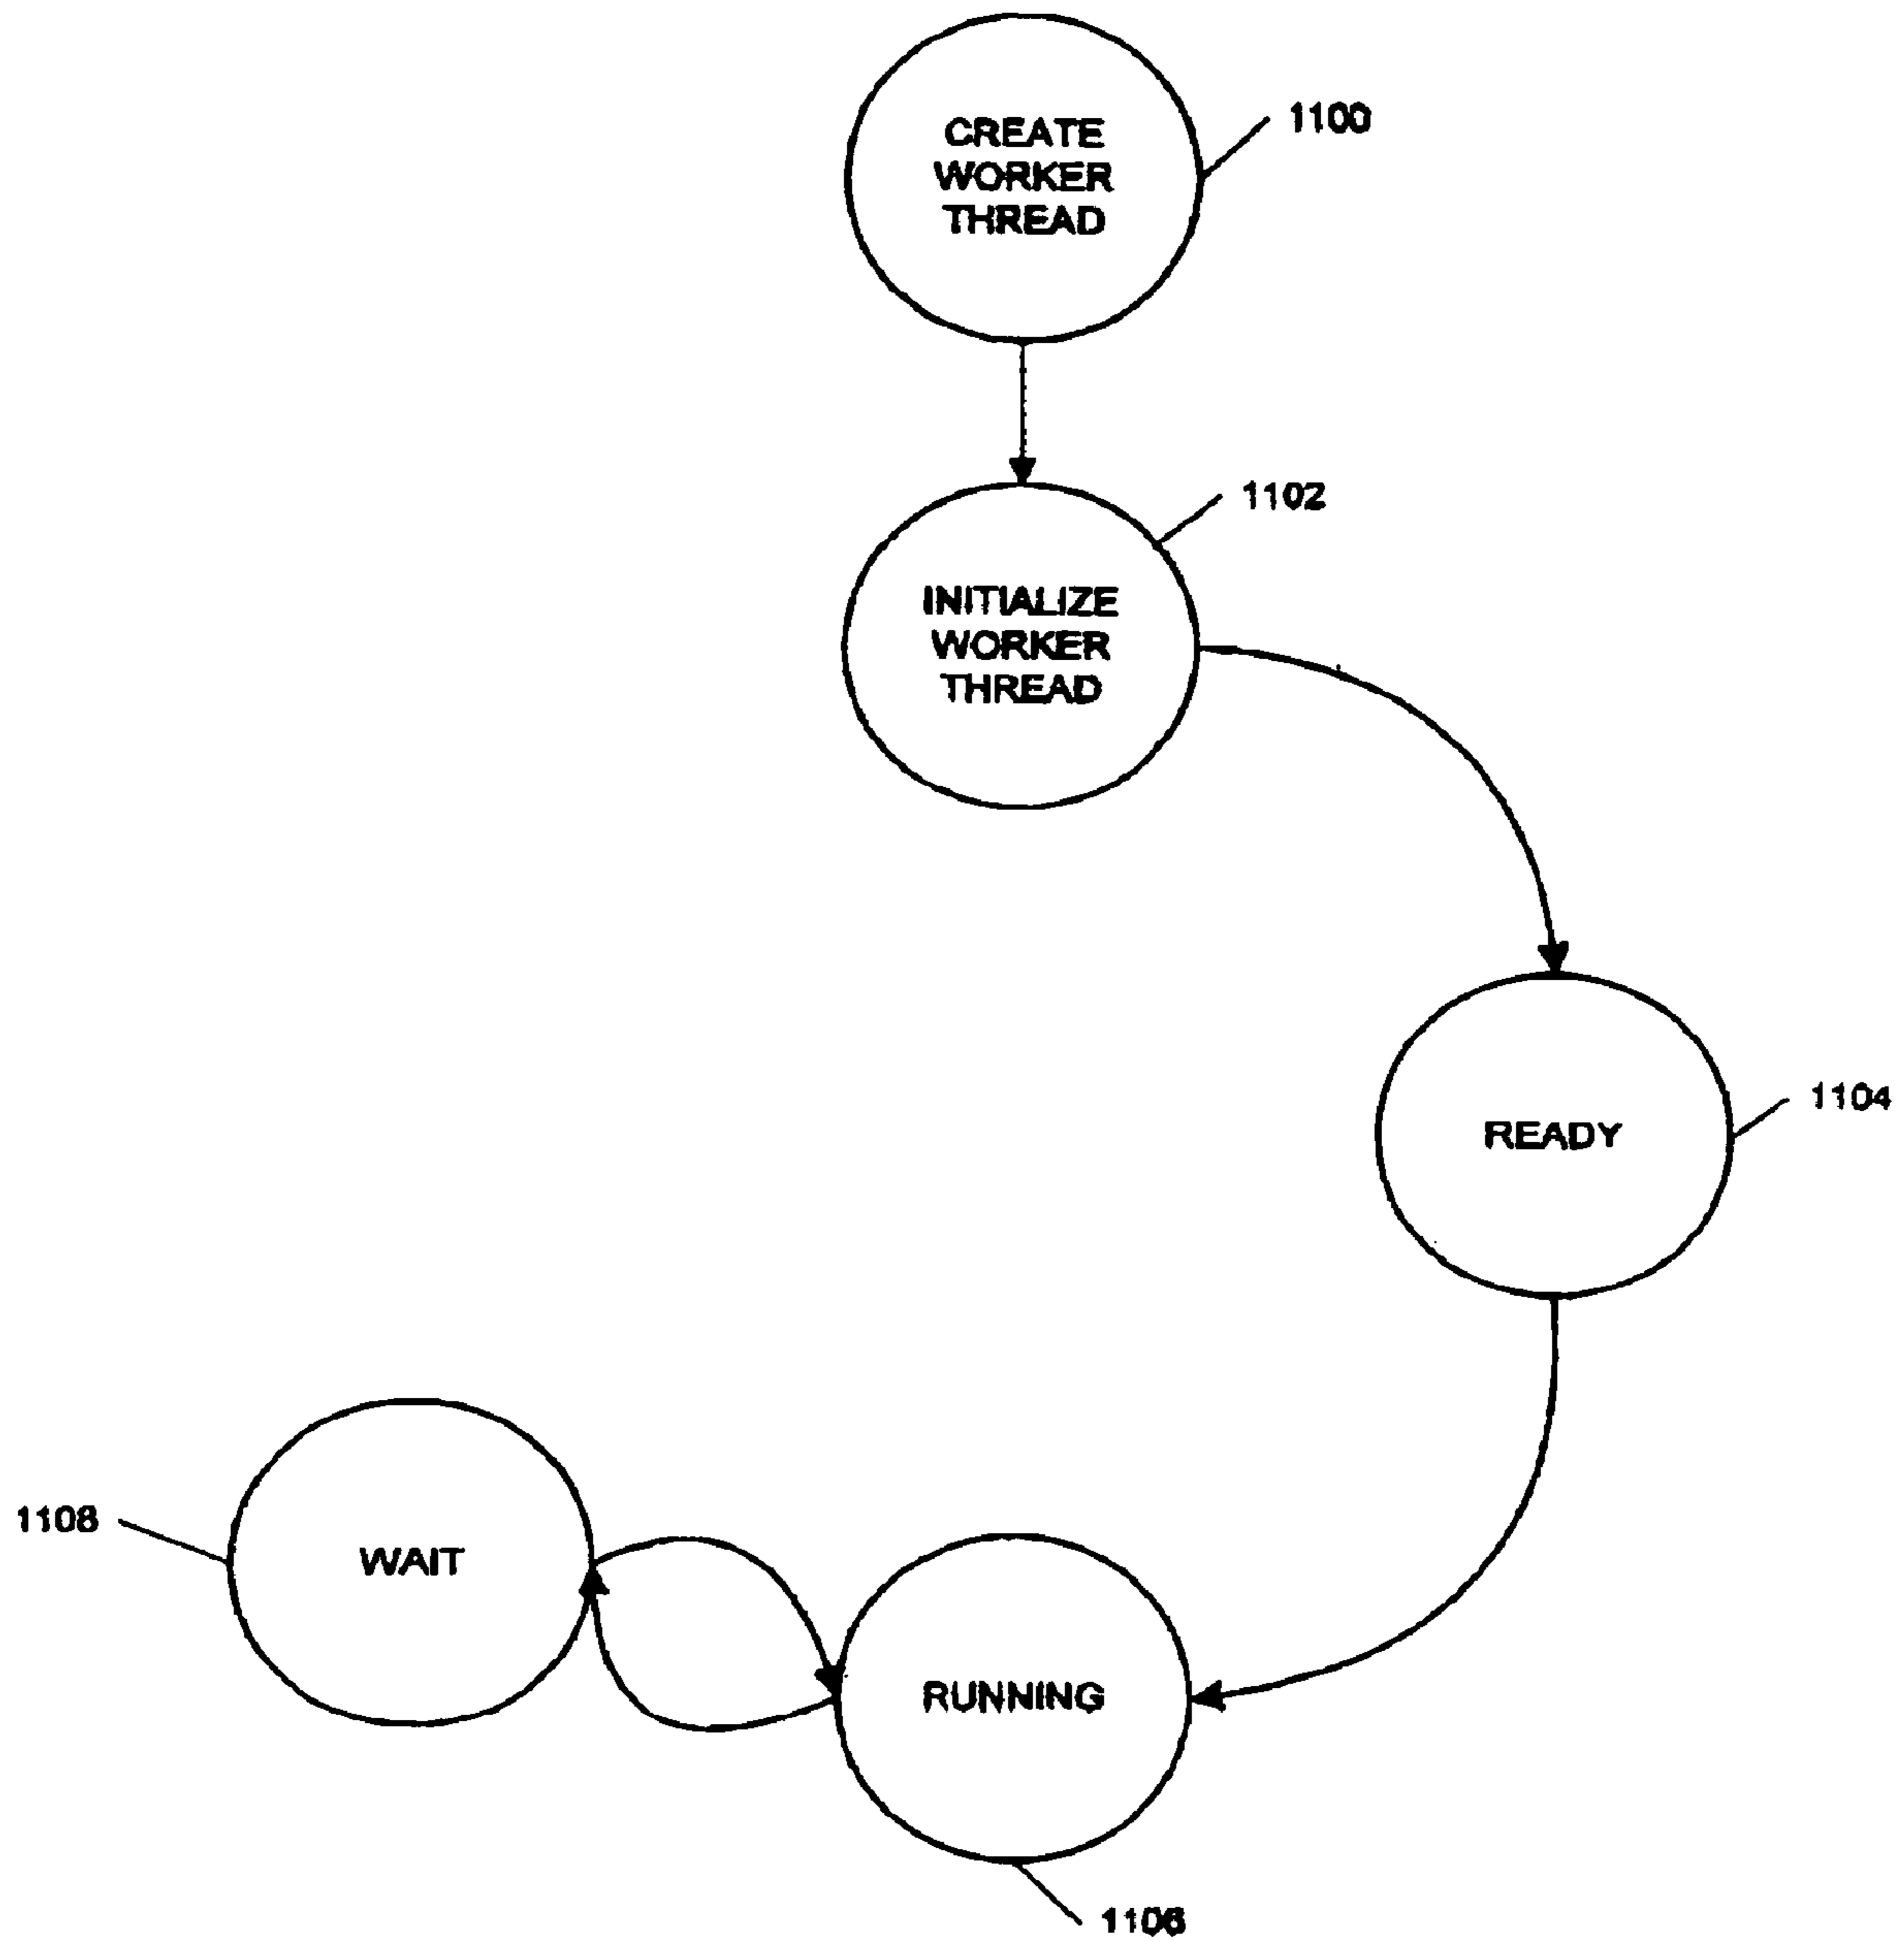 CREATE
WORKER
THREAD
1100
1102
INITIALIZE
WORKER
THREAD
1104
READY
1108
WAIT
RUNNING
1106